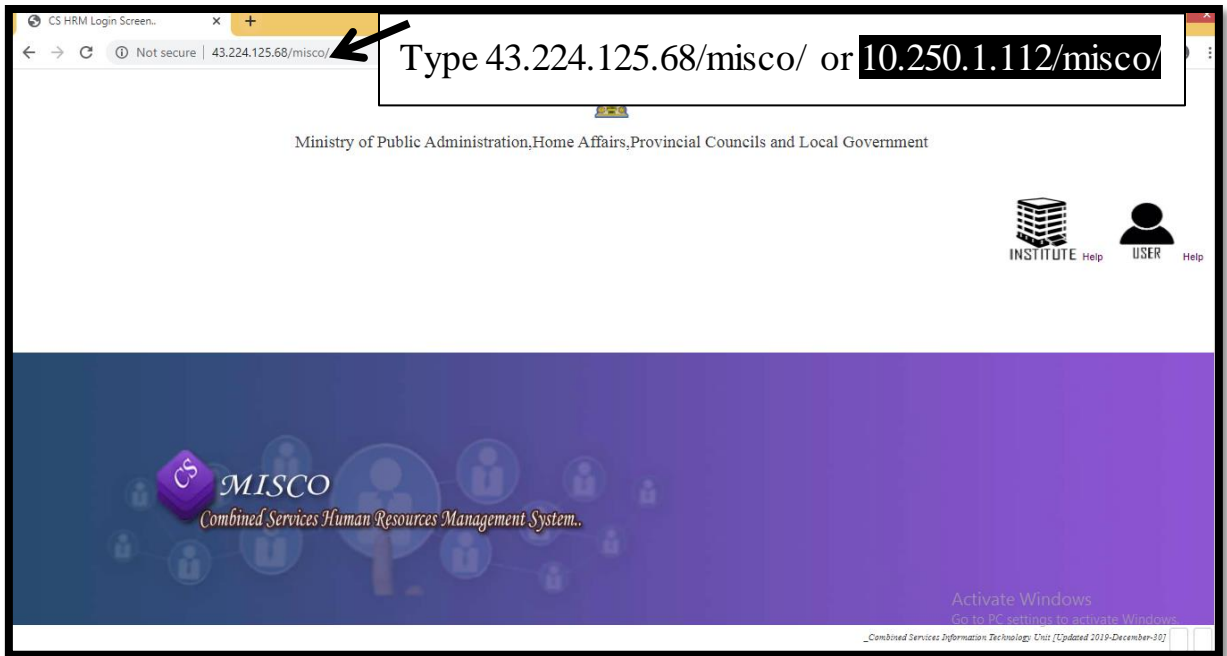 CS HRM Login Screen..
Not secure | 43.224.125.68/misco/
Type 43.224.125.68/misco/ or 10.250.1.112/misco/
Ministry of Public Administration,Home Affairs,Provincial Councils and Local Government
INSTITUTE Help USER Help
CS
MISCO
Combined Services Human Resources Management System..
Activate Windows
Go to PC settings to activate Windows.
_Combined Services Information Technology Unit [Updated 2019-December-30]